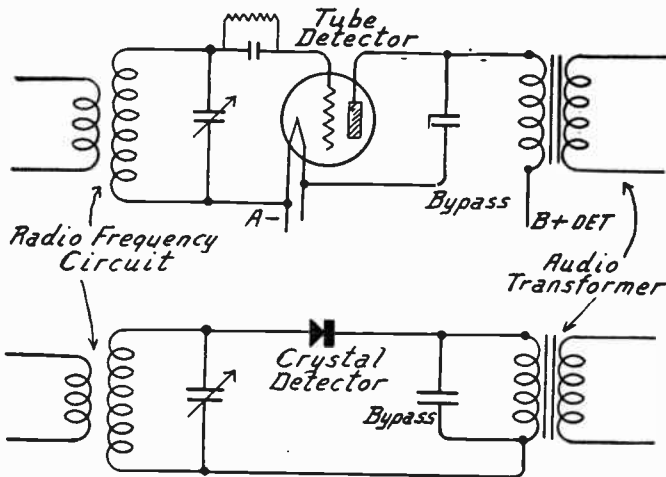 Tube
Detector
A-
Bypass
B+ DET
Radio Frequency
Circuit
Audio
Transformer
Crystal
Detector
Bypass